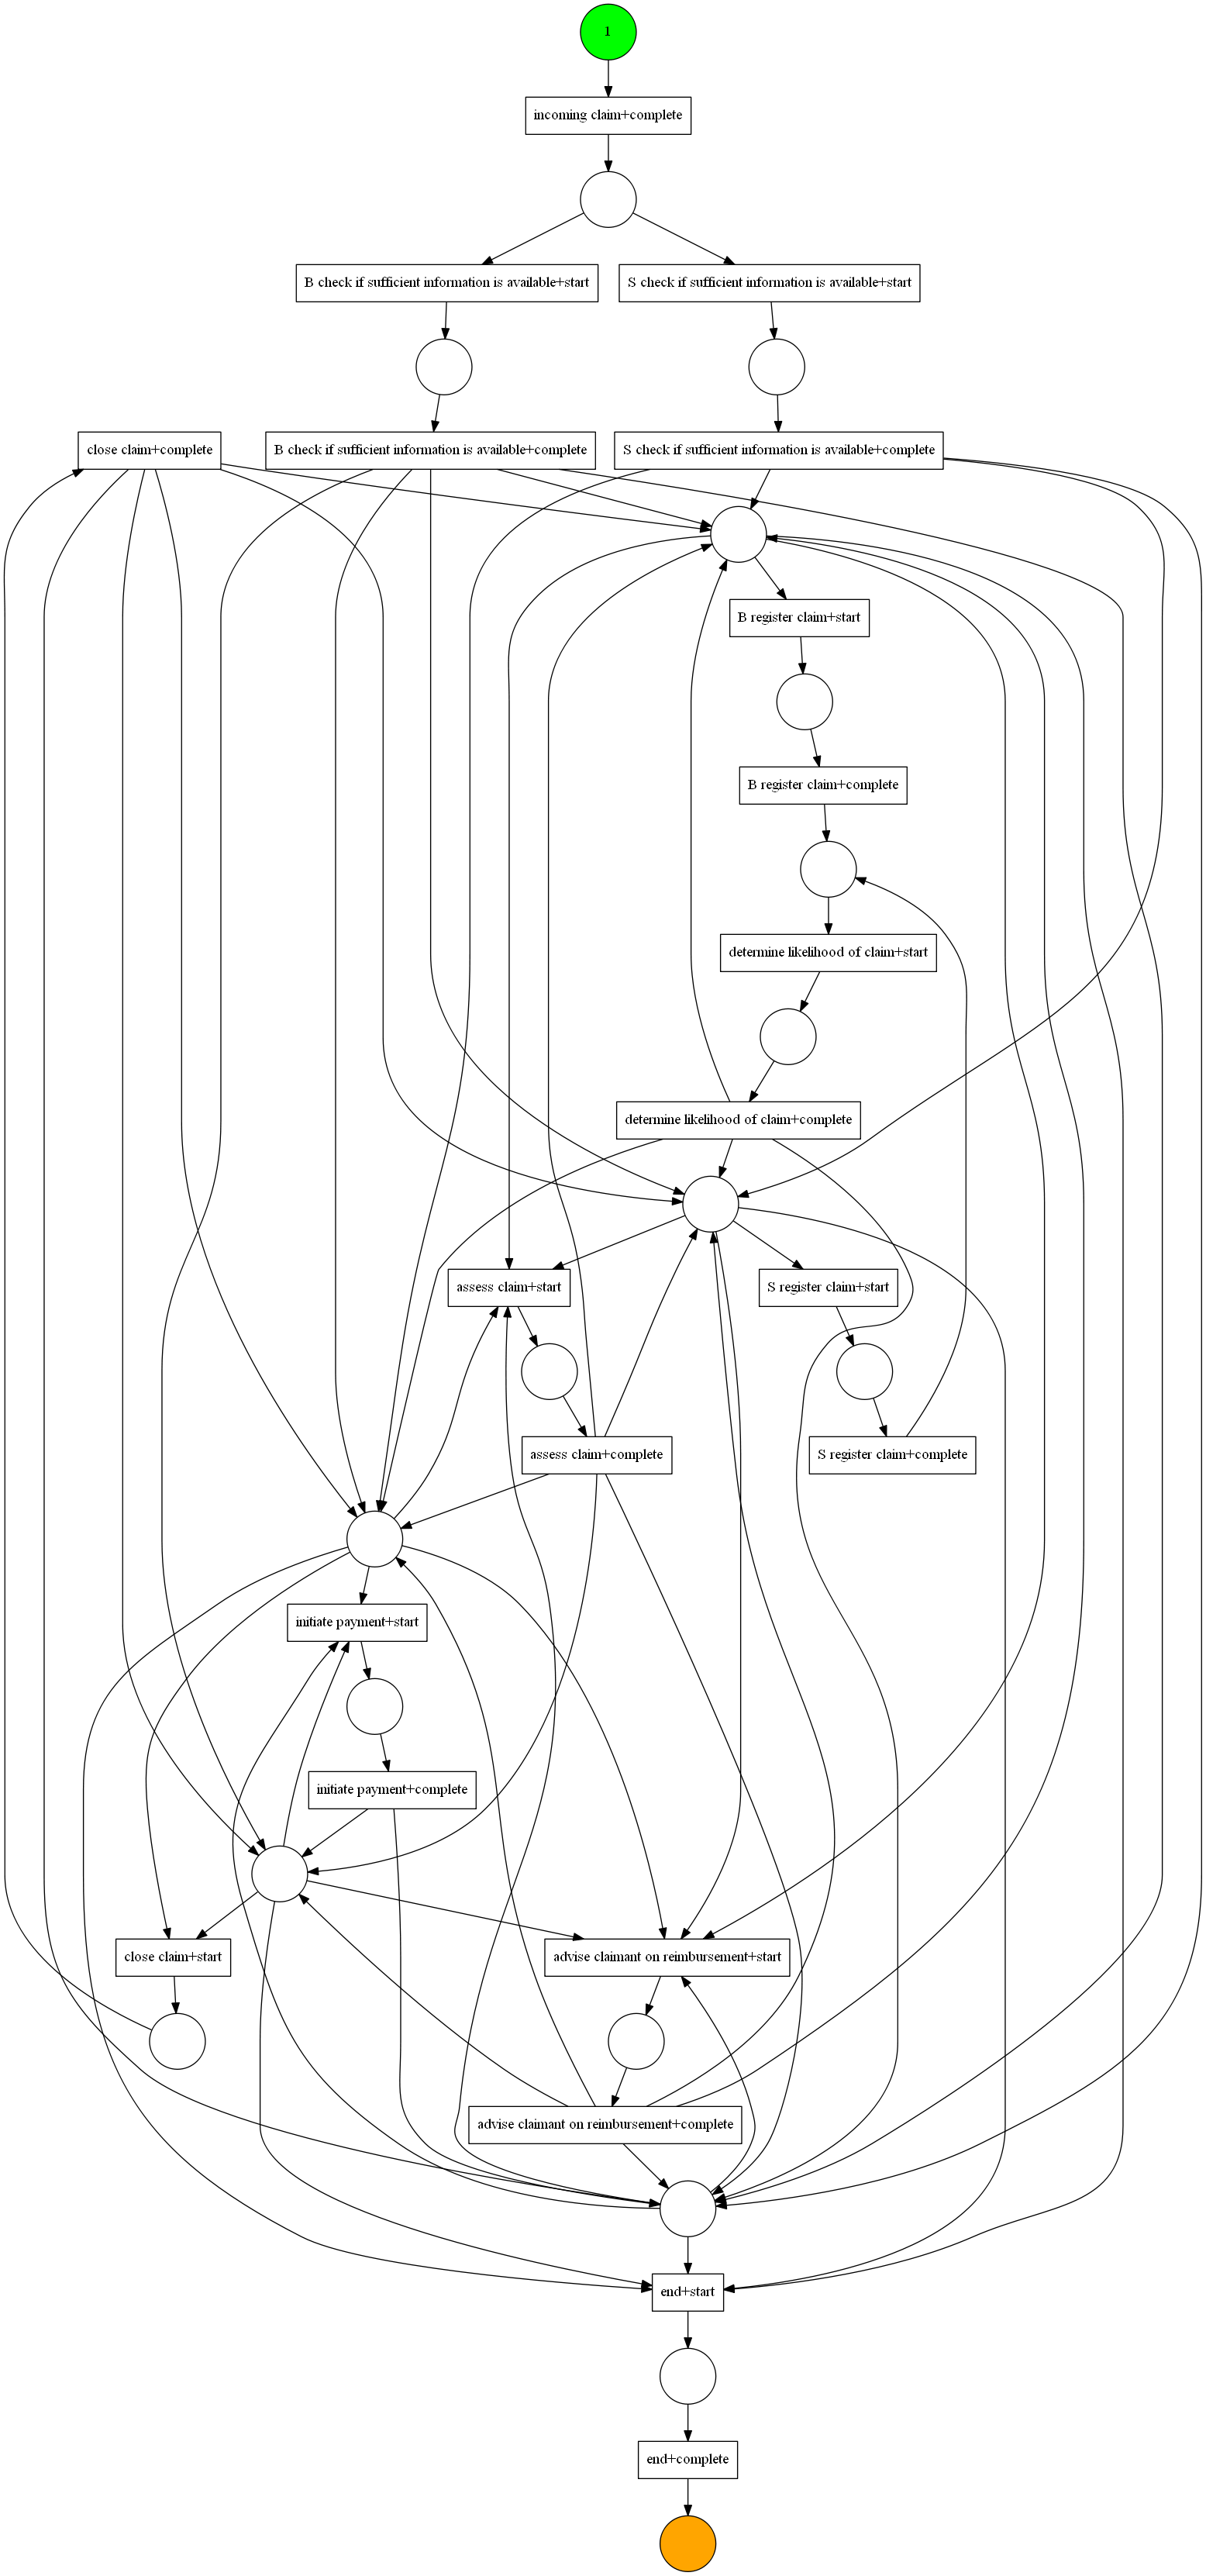 1
incoming claim+complete
B check if sufficient information is available+start
S check if sufficient information is available+start
close claim+complete
B check if sufficient information is available+complete
S check if sufficient information is available+complete
B register claim+start
B register claim+complete
determine likelihood of claim+start
determine likelihood of claim+complete
assess claim+start
S register claim+start
assess claim+complete
S register claim+complete
initiate payment+start
initiate payment+complete
close claim+start
advise claimant on reimbursement+start
advise claimant on reimbursement+complete
end+start
end+complete